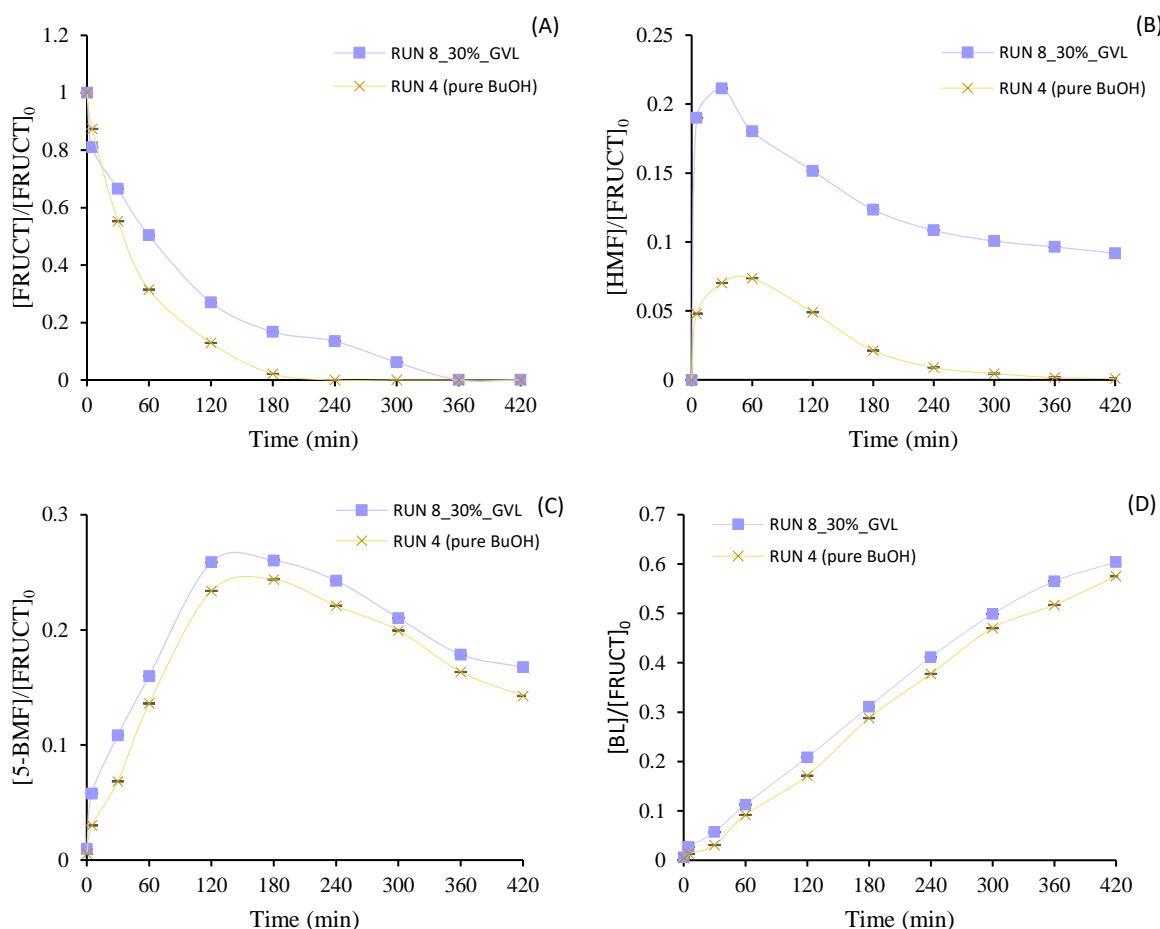 (A)
RUN 8_30%_GVL
RUN 4 (pure BuOH)
[FRUCT]/[FRUCT]0
1.2
1
0.8
0.6
0.4
0.2
0
0 60 120 180 240 300 360 420
Time (min)
(B)
RUN 8_30%_GVL
RUN 4 (pure BuOH)
[HMF]/[FRUCT]0
0.25
0.2
0.15
0.1
0.05
0
0 60 120 180 240 300 360 420
Time (min)
(C)
RUN 8_30%_GVL
RUN 4 (pure BuOH)
[5-BMF]/[FRUCT]0
0.3
0.2
0.1
0
0 60 120 180 240 300 360 420
Time (min)
(D)
RUN 8_30%_GVL
RUN 4 (pure BuOH)
[BL]/[FRUCT]0
0.7
0.6
0.5
0.4
0.3
0.2
0.1
0
0 60 120 180 240 300 360 420
Time (min)